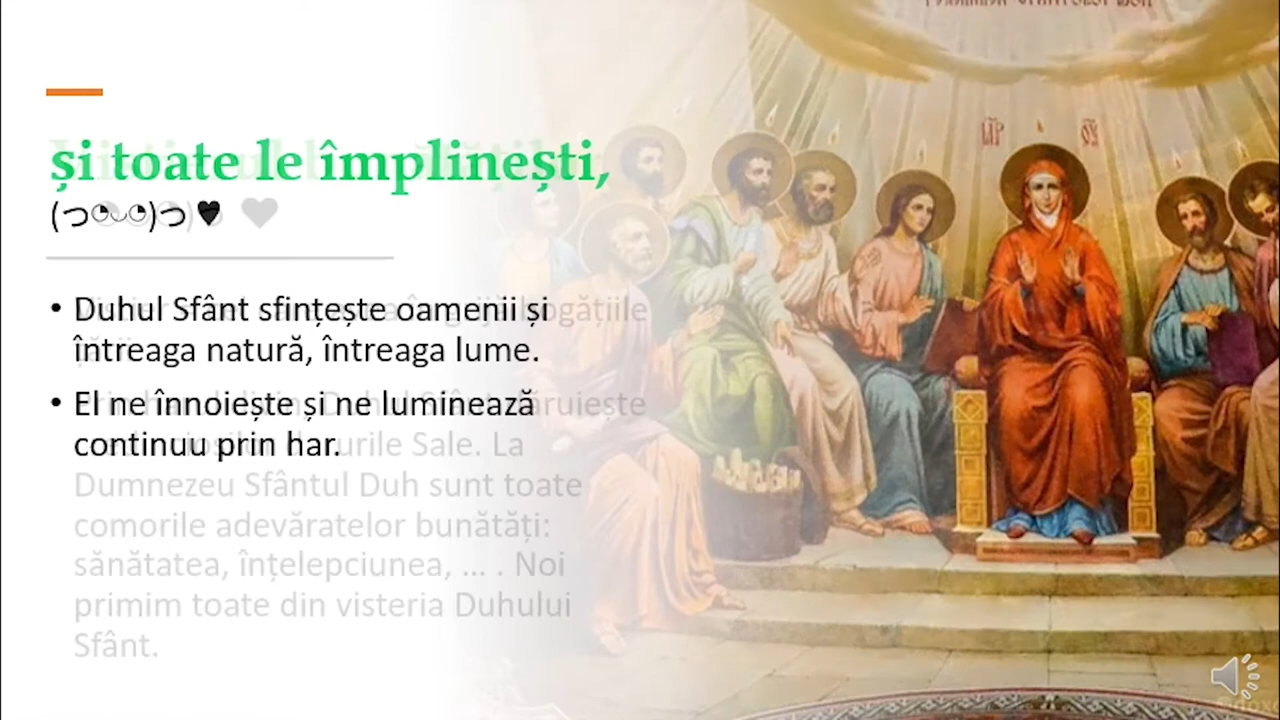 și toate le împlinești,
(つ◔◡◔)つ♥
• Duhul Sfânt sfințește oamenii și
întreaga natură, întreaga lume.
• El ne înnoiește și ne luminează
continuu prin har.
urile Sale. La
Dumnezeu Sfântul Duh sunt toate
comorile adevăratelor bunătăți:
sănătatea, înțelepciunea, ... . Noi
primim toate din visteria Duhului
Sfânt.